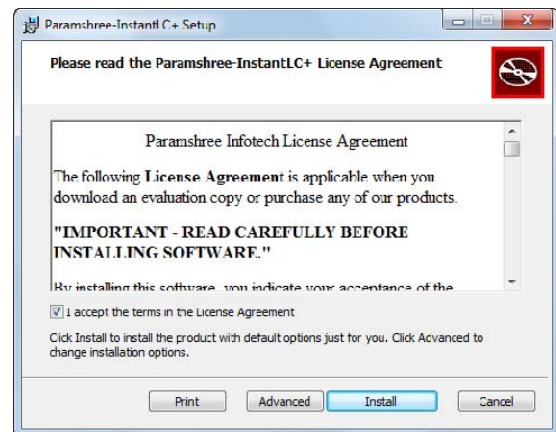 Paramshree-InstantLC+ Setup
Please read the Paramshree-InstantLC+ License Agreement
Paramshree Infotech License Agreement
The following License Agreement is applicable when you
download an evaluation copy or purchase any of our products.
"IMPORTANT - READ CAREFULLY BEFORE
INSTALLING SOFTWARE."
By installing this software, you indicate your acceptance of the
I accept the terms in the License Agreement
Click Install to install the product with default options just for you. Click Advanced to
change installation options.
Print
Advanced
Install
Cancel